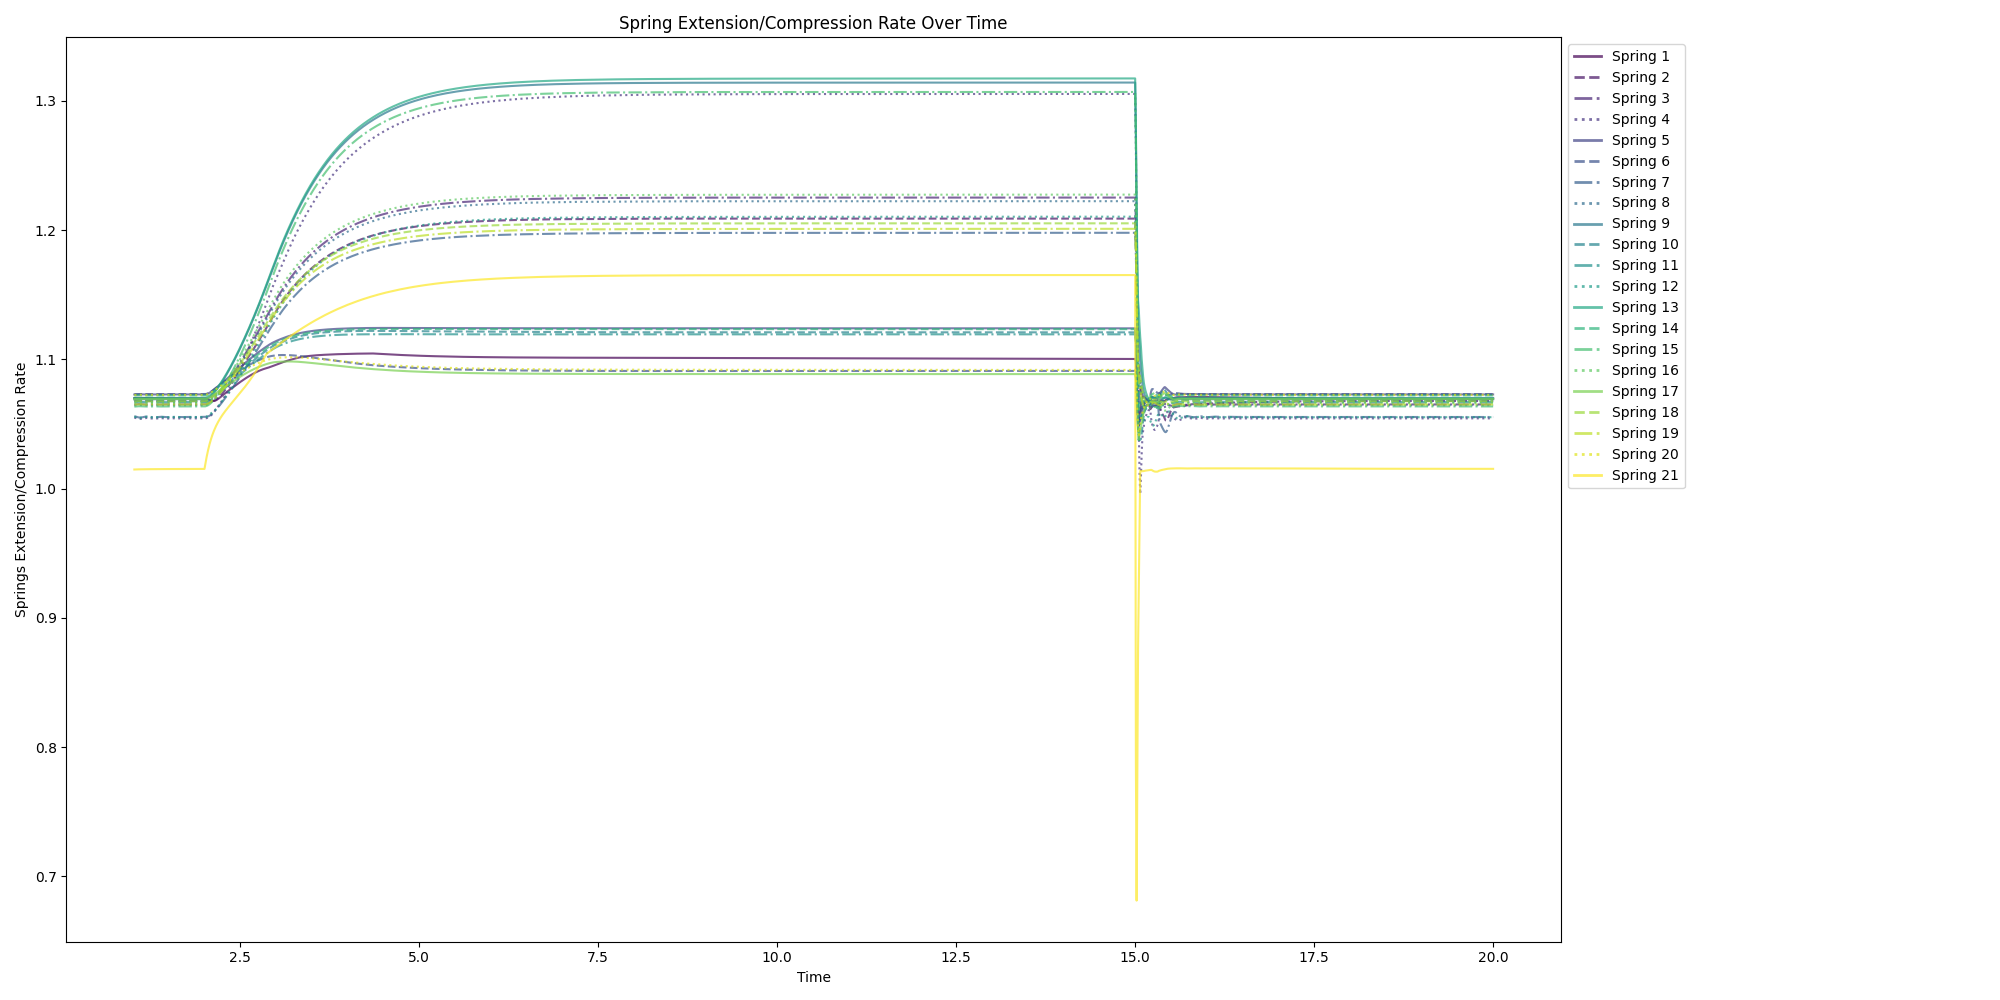 Spring Extension/Compression Rate Over Time
Springs Extension/Compression Rate
1.3
1.2
1.1
1.0
0.9
0.8
0.7
2.5
5.0
7.5
10.0
12.5
15.0
17.5
20.0
Time
Spring 1
Spring 2
Spring 3
Spring 4
Spring 5
Spring 6
Spring 7
Spring 8
Spring 9
Spring 10
Spring 11
Spring 12
Spring 13
Spring 14
Spring 15
Spring 16
Spring 17
Spring 18
Spring 19
Spring 20
Spring 21